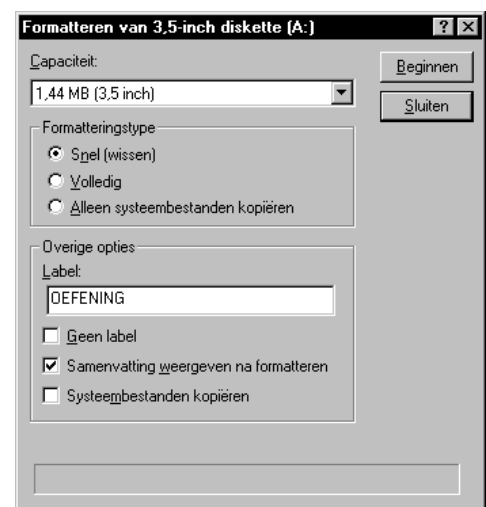 Formatteren van 3,5-inch diskette (A:)
Capaciteit:
1,44 MB (3,5 inch)
Beginnen
Sluiten
Formatteringstype
Snel (wissen)
Volledig
Alleen systeembestanden kopiëren
Overige opties
Label:
OEFENING
Geen label
Samenvatting weergeven na formatteren
Systeembestanden kopiëren